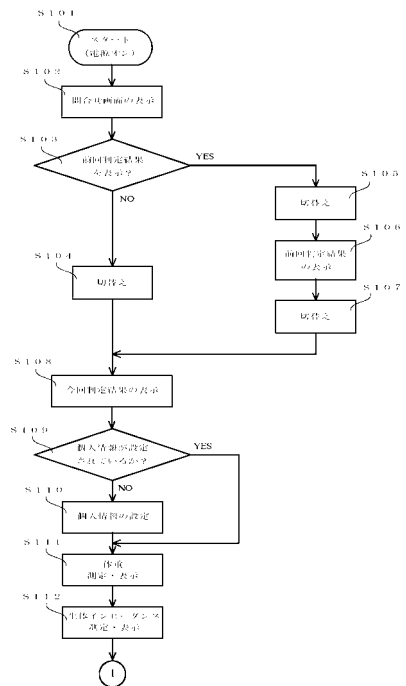 S101
スタート
(電源オン)
S102
問合せ画面の表示
S103
前回判定結果
を表示?
YES
NO
S105
切替え
S106
前回判定結果
の表示
S104
切替え
S107
切替え
S108
今回判定結果の表示
S109
個人情報が設定
されているか?
YES
NO
S110
個人情報の設定
S111
体重
測定・表示
S112
生体インピーダンス
測定・表示
1